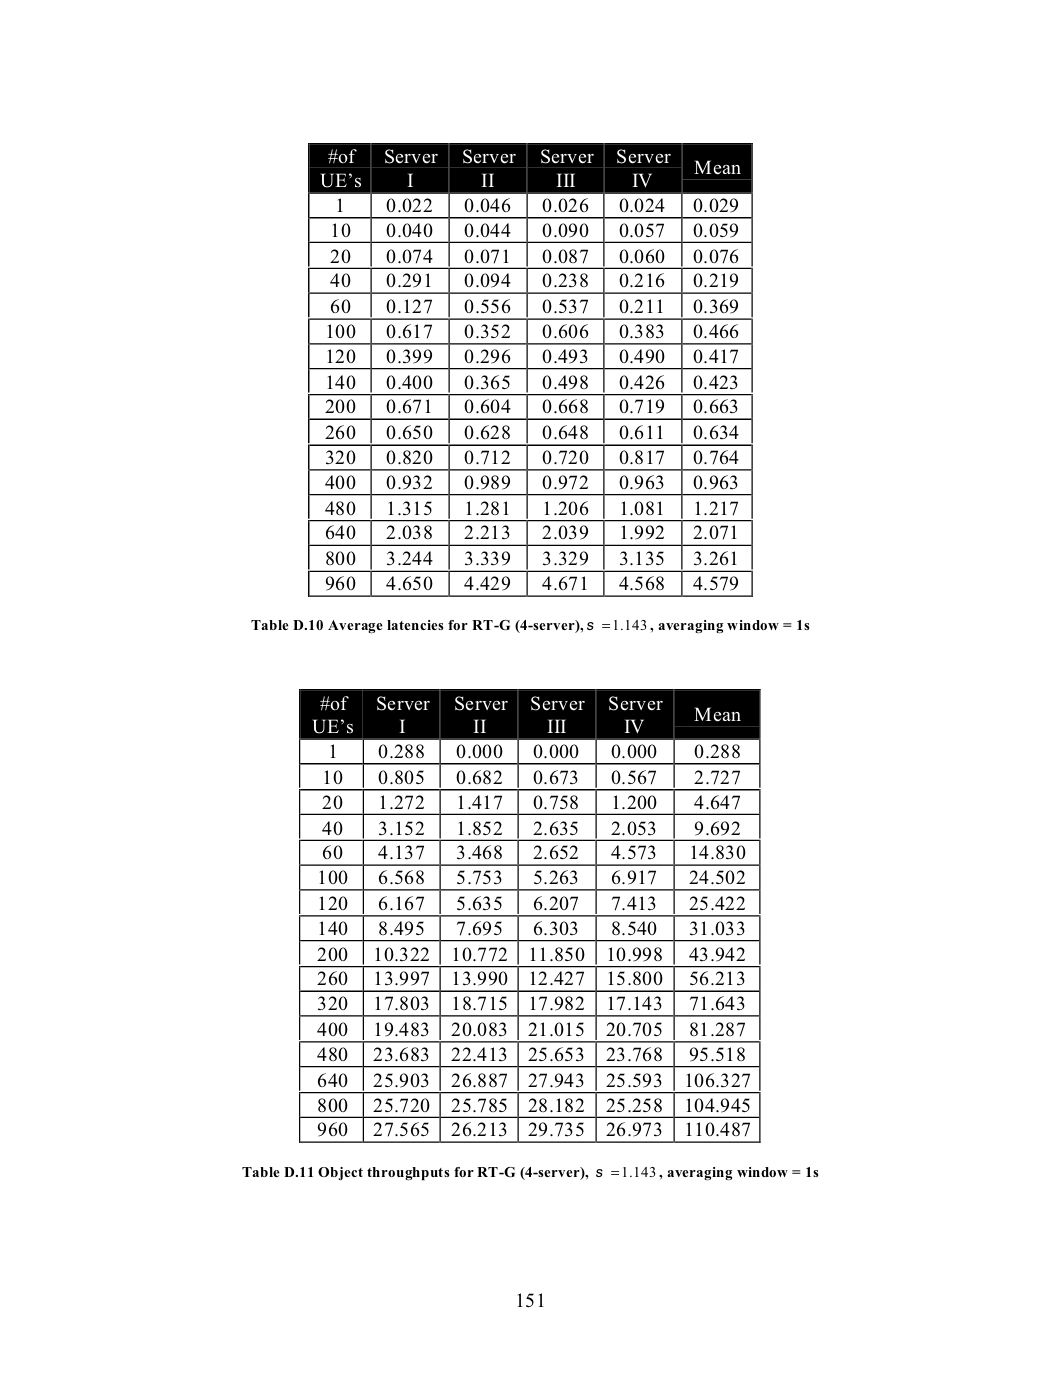 #of Server Server Server Server Mean
UE's I II III IV
1 0.022 0.046 0.026 0.024 0.029
10 0.040 0.044 0.090 0.057 0.059
20 0.074 0.071 0.087 0.060 0.076
40 0.291 0.094 0.238 0.216 0.219
60 0.127 0.556 0.537 0.211 0.369
100 0.617 0.352 0.606 0.383 0.466
120 0.399 0.296 0.493 0.490 0.417
140 0.400 0.365 0.498 0.426 0.423
200 0.671 0.604 0.668 0.719 0.663
260 0.650 0.628 0.648 0.611 0.634
320 0.820 0.712 0.720 0.817 0.764
400 0.932 0.989 0.972 0.963 0.963
480 1.315 1.281 1.206 1.081 1.217
640 2.038 2.213 2.039 1.992 2.071
800 3.244 3.339 3.329 3.135 3.261
960 4.650 4.429 4.671 4.568 4.579
Table D.10 Average latencies for RT-G (4-server), s =1.143, averaging window = 1s
#of Server Server Server Server Mean
UE's I II III IV
1 0.288 0.000 0.000 0.000 0.288
10 0.805 0.682 0.673 0.567 2.727
20 1.272 1.417 0.758 1.200 4.647
40 3.152 1.852 2.635 2.053 9.692
60 4.137 3.468 2.652 4.573 14.830
100 6.568 5.753 5.263 6.917 24.502
120 6.167 5.635 6.207 7.413 25.422
140 8.495 7.695 6.303 8.540 31.033
200 10.322 10.772 11.850 10.998 43.942
260 13.997 13.990 12.427 15.800 56.213
320 17.803 18.715 17.982 17.143 71.643
400 19.483 20.083 21.015 20.705 81.287
480 23.683 22.413 25.653 23.768 95.518
640 25.903 26.887 27.943 25.593 106.327
800 25.720 25.785 28.182 25.258 104.945
960 27.565 26.213 29.735 26.973 110.487
Table D.11 Object throughputs for RT-G (4-server), s =1.143, averaging window = 1s
151